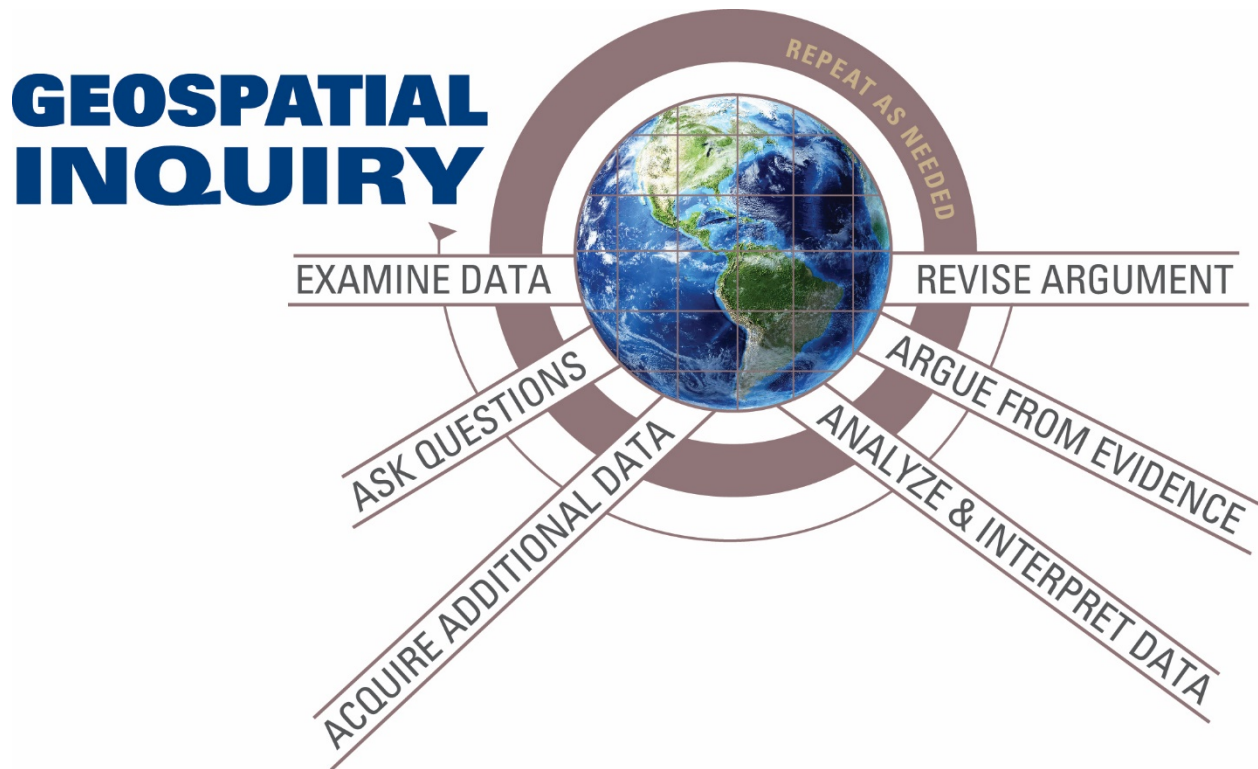 GEOSPATIAL
INQUIRY
REPEAT AS NEEDED
EXAMINE DATA
ASK QUESTIONS
ACQUIRE ADDITIONAL DATA
ANALYZE & INTERPRET DATA
ARGUE FROM EVIDENCE
REVISE ARGUMENT